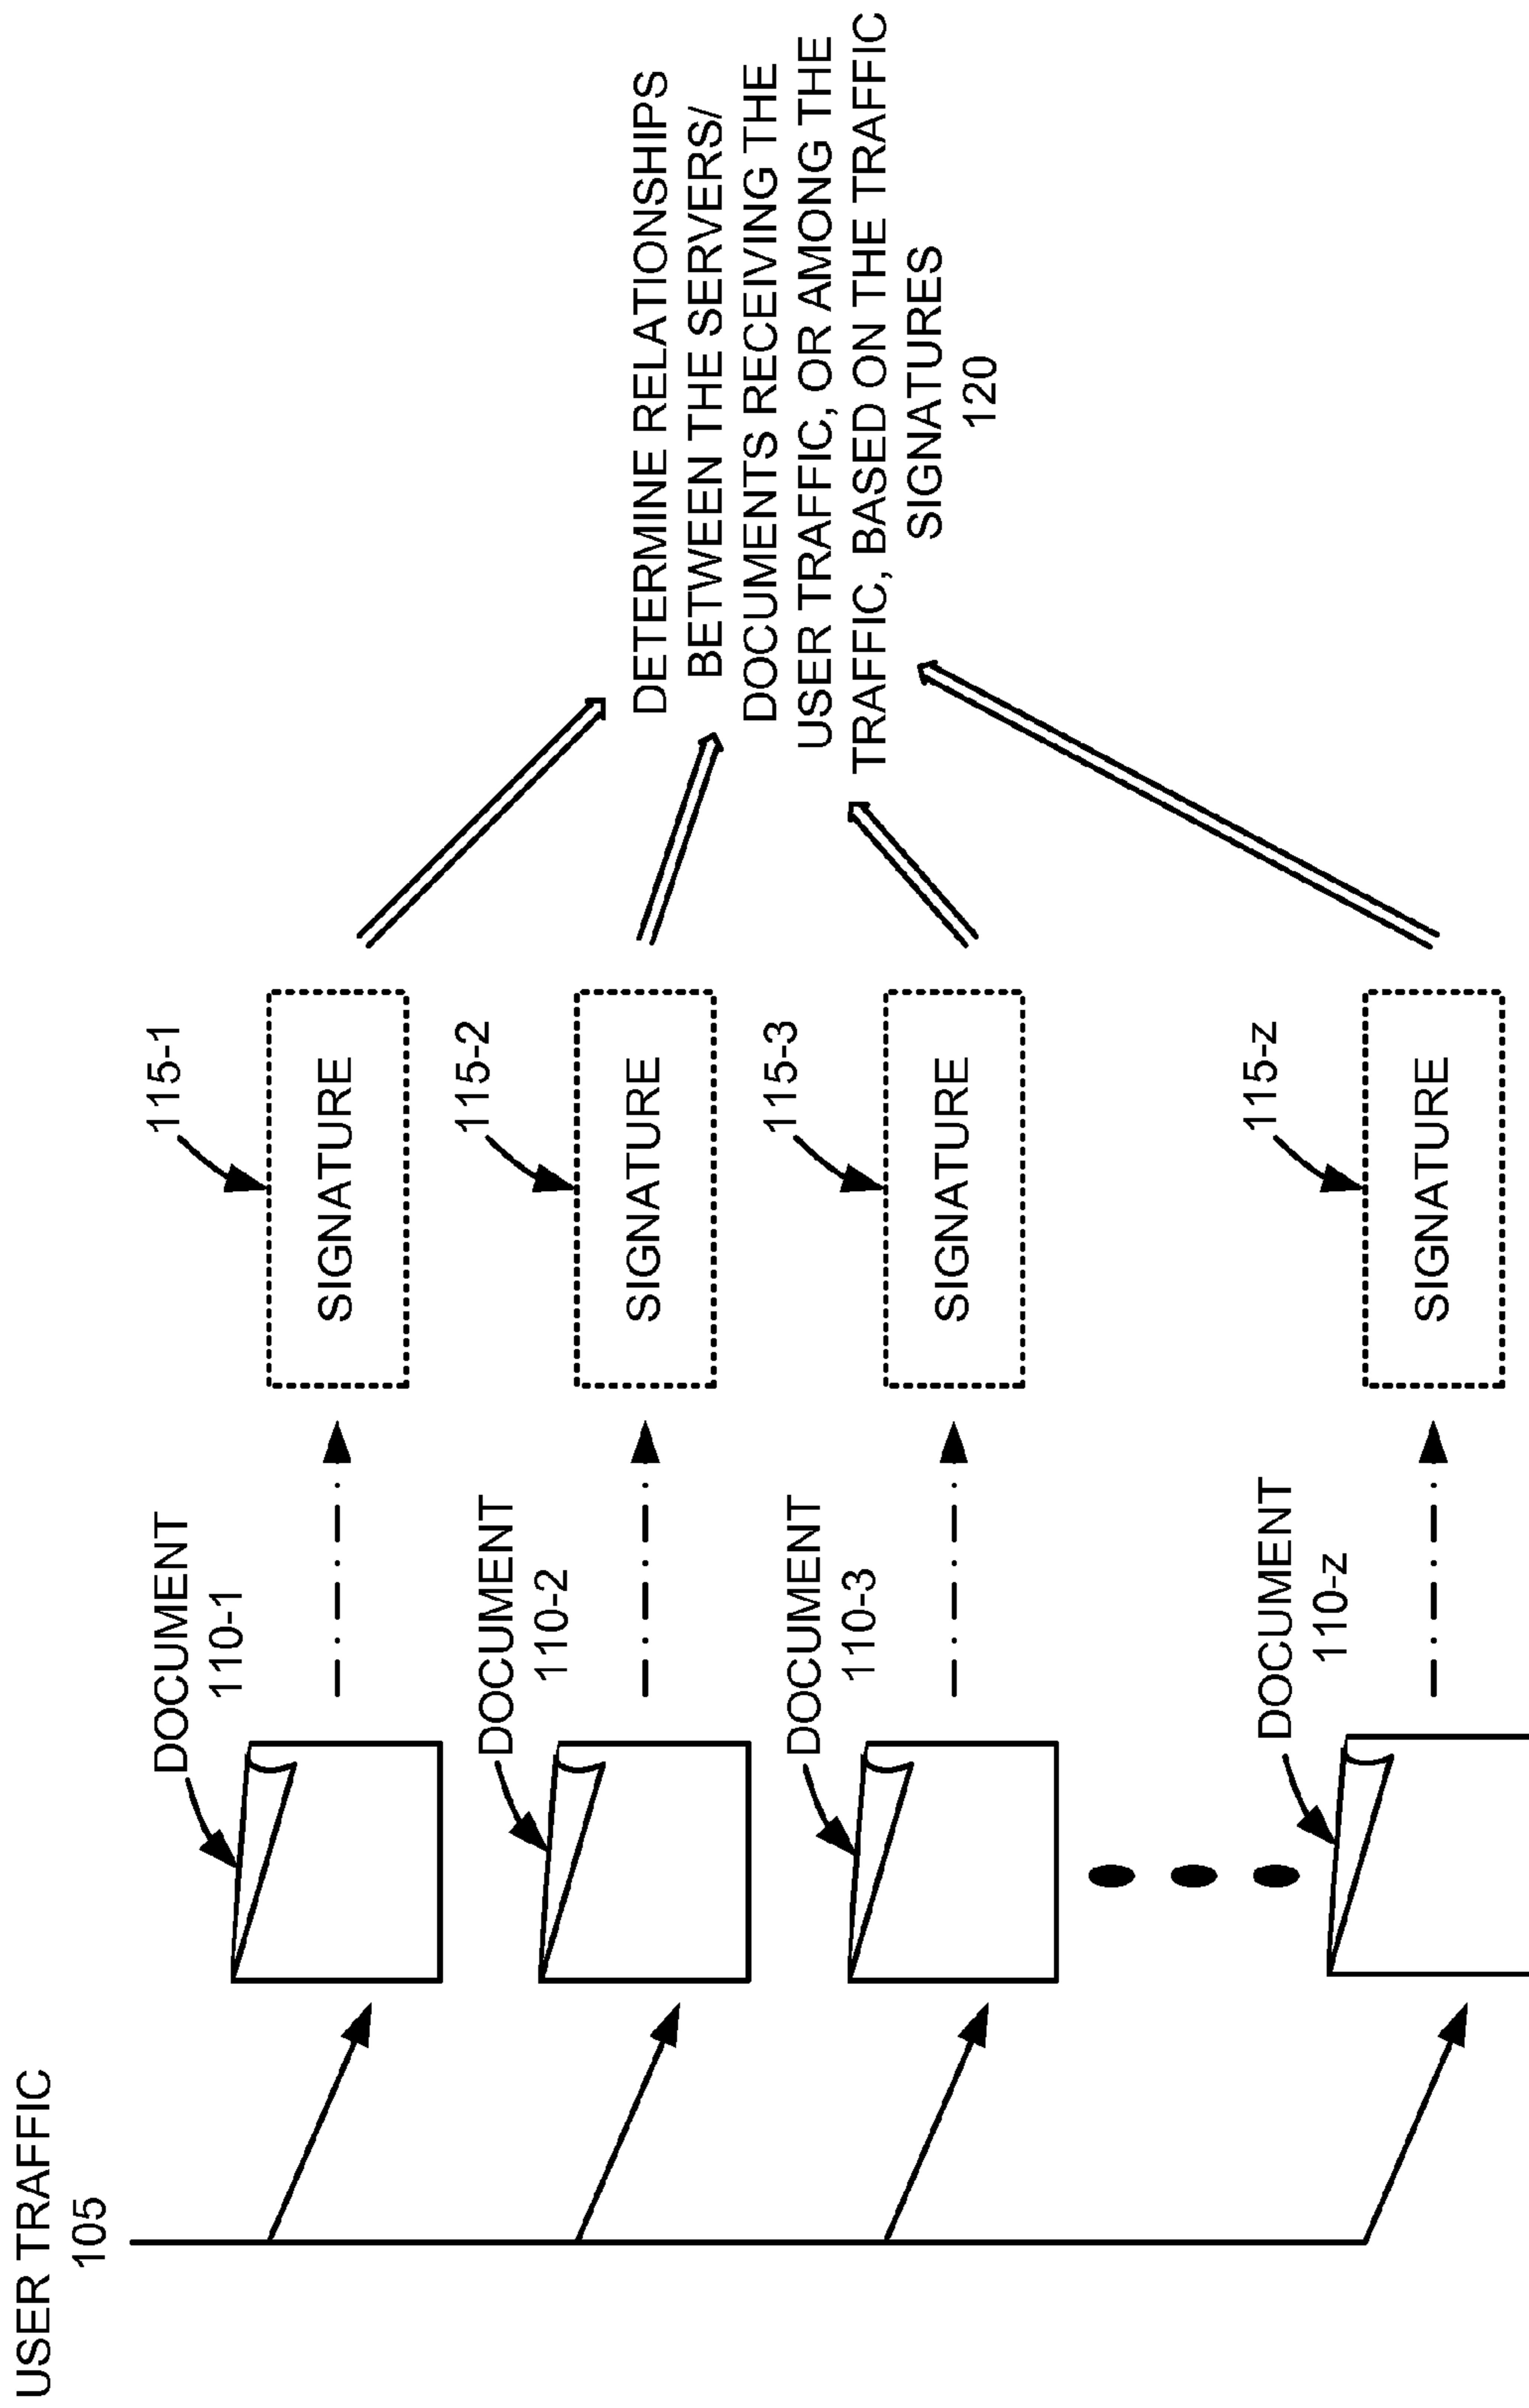 USER TRAFFIC
105
DOCUMENT
110-1
115-1
SIGNATURE
DOCUMENT
110-2
115-2
SIGNATURE
DOCUMENT
110-3
115-3
SIGNATURE
DOCUMENT
110-z
115-z
SIGNATURE
DETERMINE RELATIONSHIPS
BETWEEN THE SERVERS/
DOCUMENTS RECEIVING THE
USER TRAFFIC, OR AMONG THE
TRAFFIC, BASED ON THE TRAFFIC
SIGNATURES
120